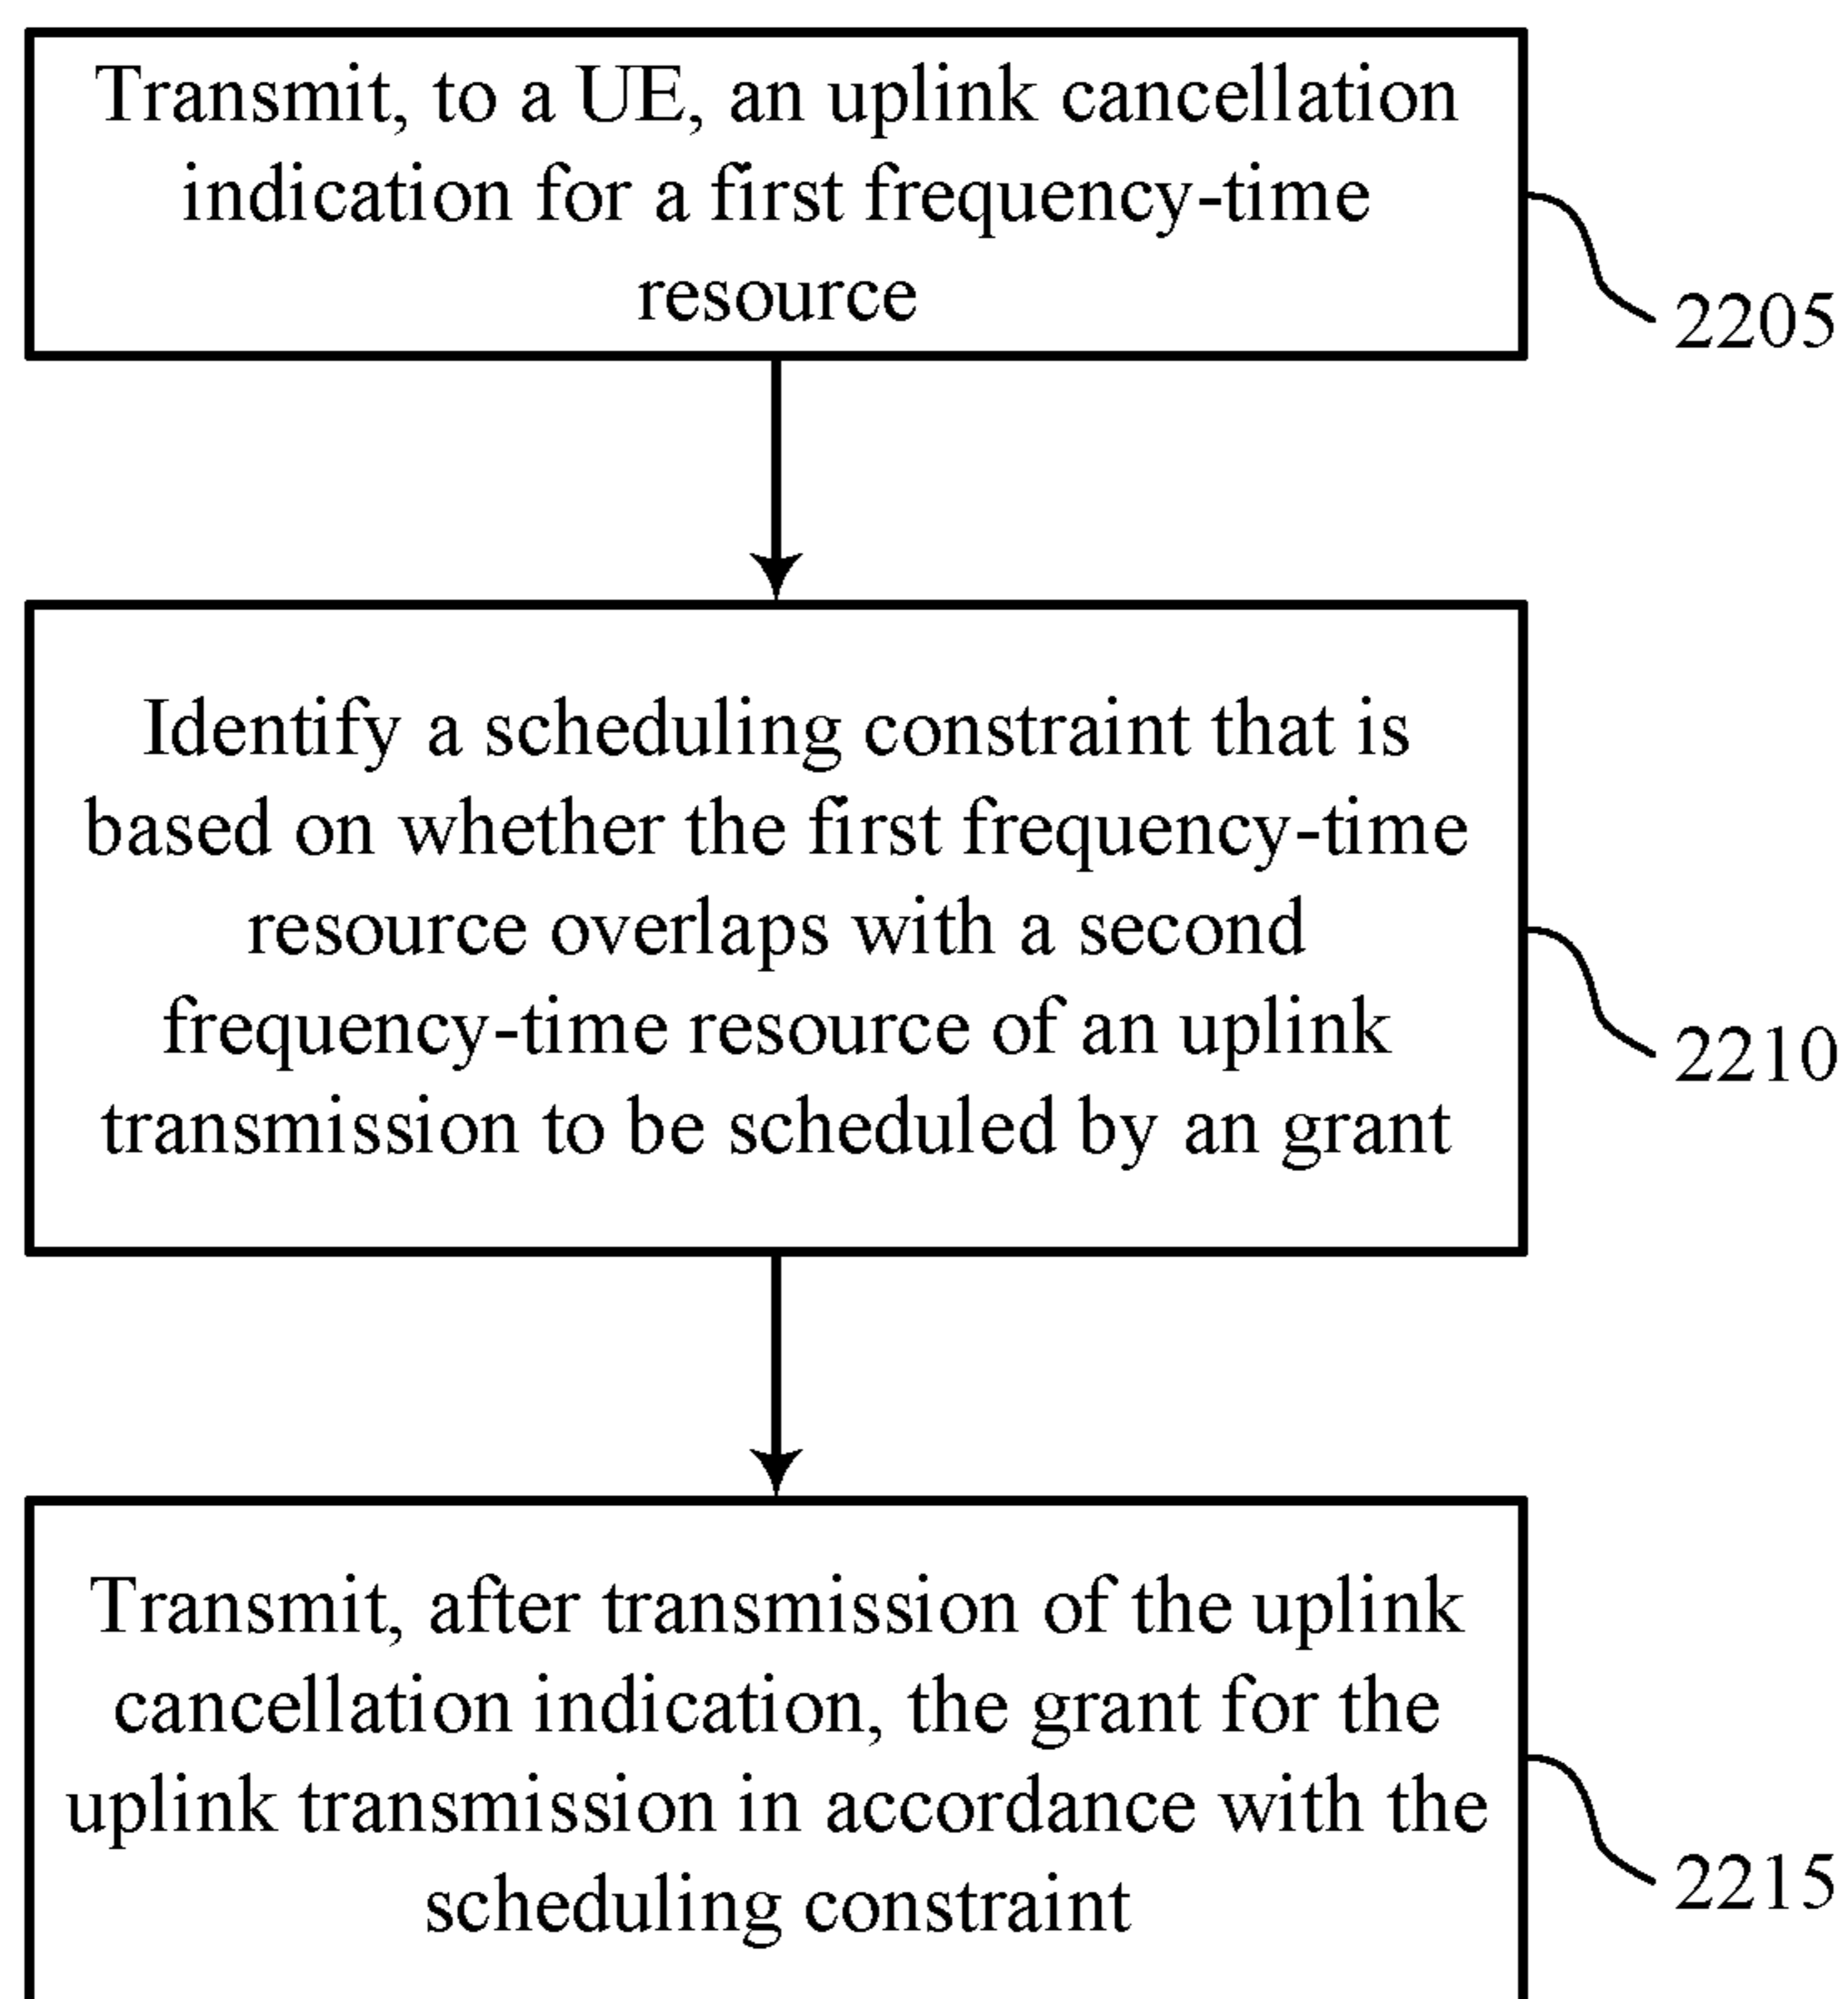 Transmit, to a UE, an uplink cancellation
indication for a first frequency-time
resource
2205
Identify a scheduling constraint that is
based on whether the first frequency-time
resource overlaps with a second
frequency-time resource of an uplink
transmission to be scheduled by an grant
2210
Transmit, after transmission of the uplink
cancellation indication, the grant for the
uplink transmission in accordance with the
scheduling constraint
2215